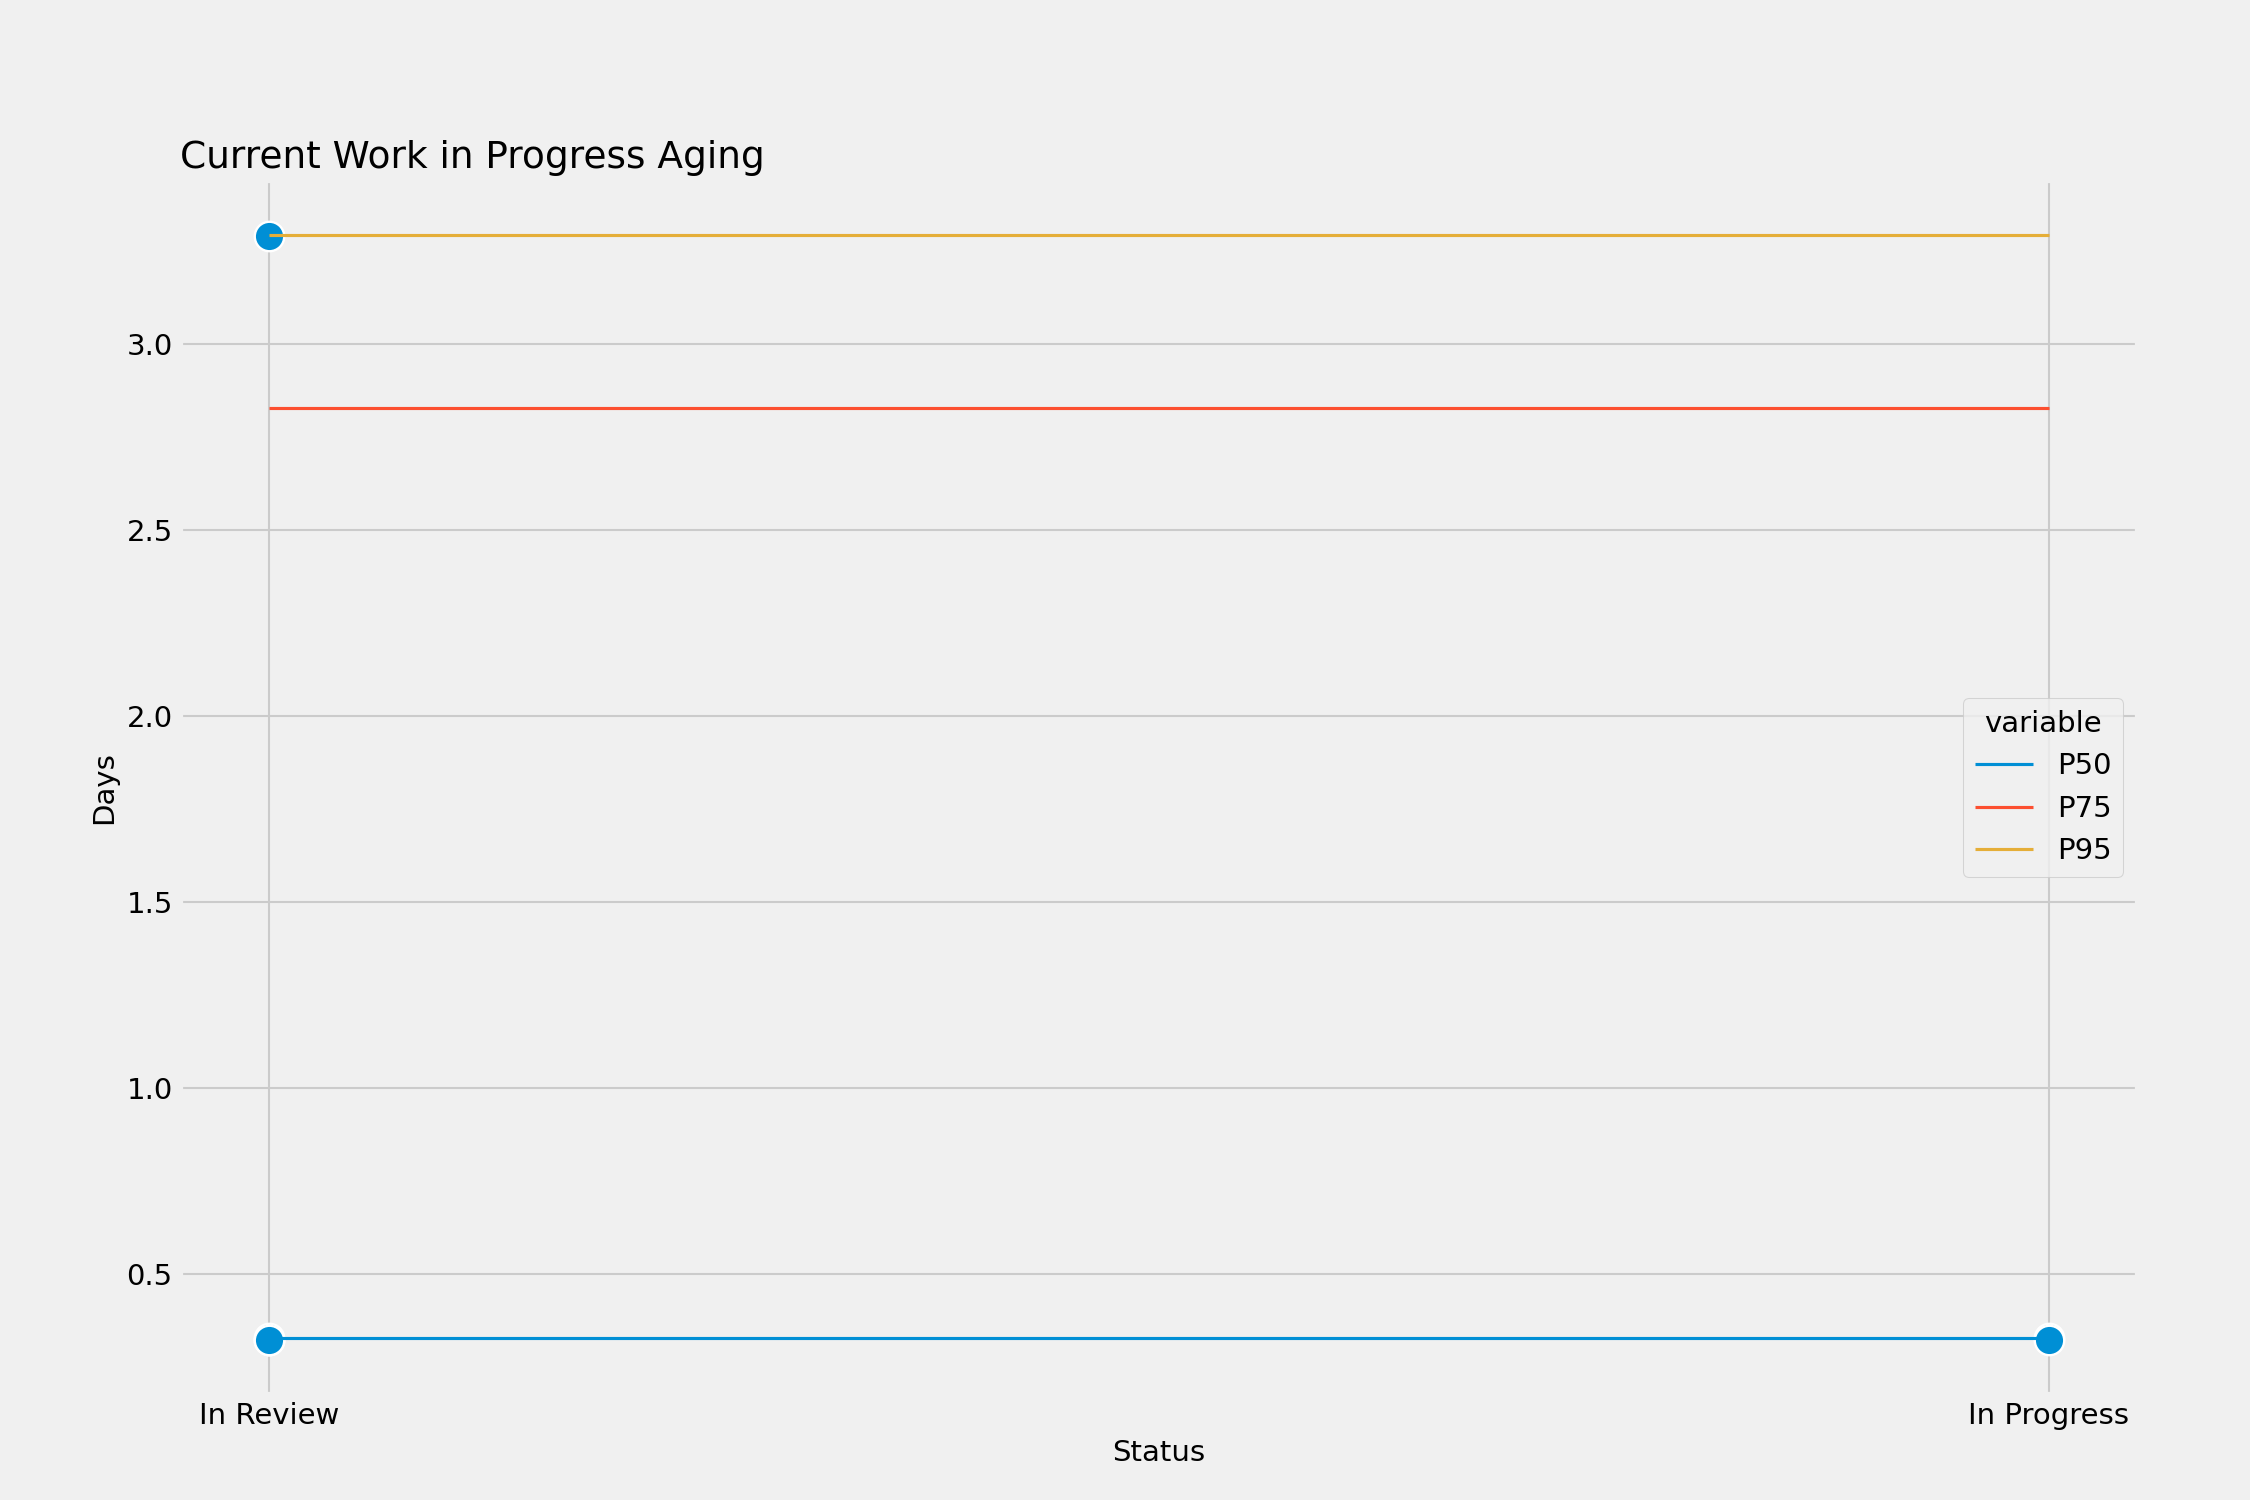 Current Work in Progress Aging
3.0
2.5
2.0
1.5
1.0
0.5
Days
variable
P50
P75
P95
In Review
In Progress
Status